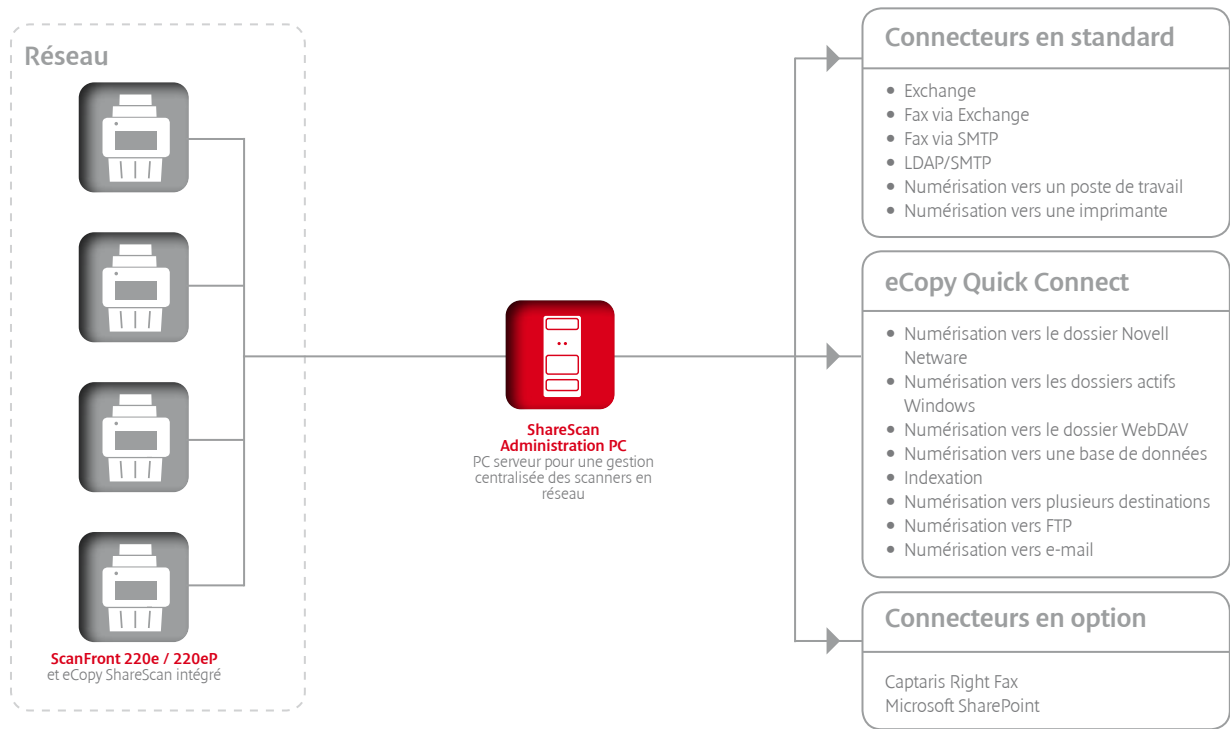 Réseau
ScanFront 220e / 220eP
et eCopy ShareScan intégré
ShareScan
Administration PC
PC serveur pour une gestion
centralisée des scanners en
réseau
Connecteurs en standard
• Exchange
• Fax via Exchange
• Fax via SMTP
• LDAP/SMTP
• Numérisation vers un poste de travail
• Numérisation vers une imprimante
eCopy Quick Connect
• Numérisation vers le dossier Novell
Netware
• Numérisation vers les dossiers actifs
Windows
• Numérisation vers le dossier WebDAV
• Numérisation vers une base de données
• Indexation
• Numérisation vers plusieurs destinations
• Numérisation vers FTP
• Numérisation vers e-mail
Connecteurs en option
Captaris Right Fax
Microsoft SharePoint